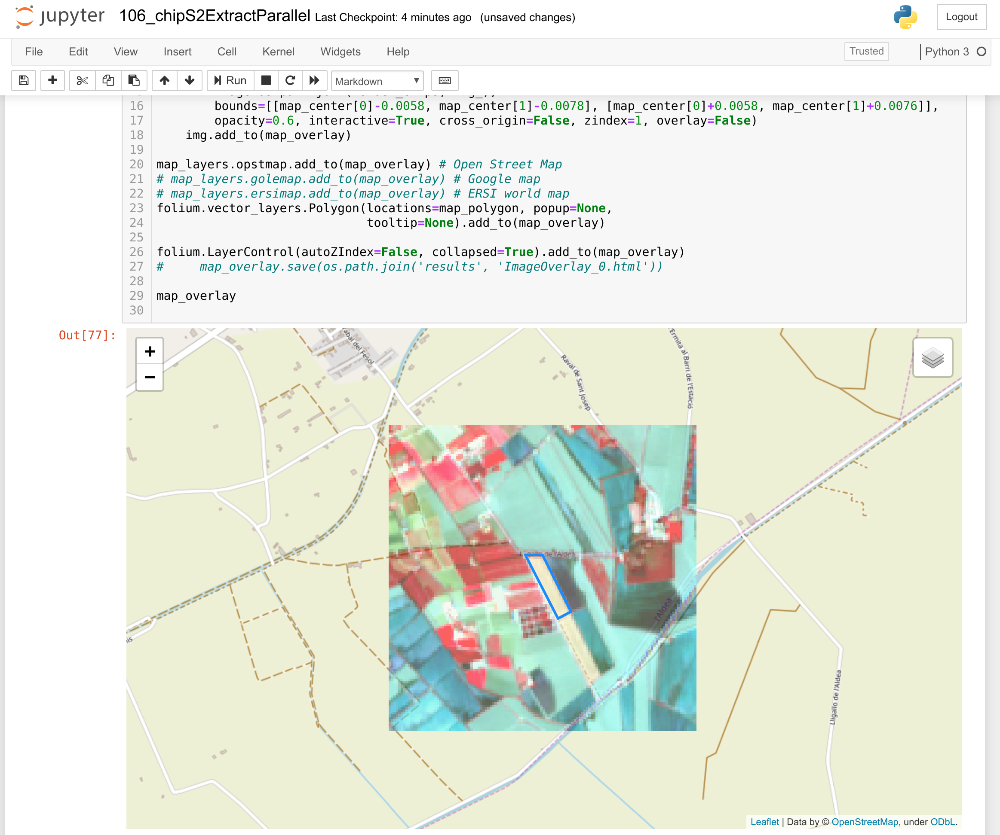 jupyter 106_chipS2ExtractParallel Last Checkpoint: 4 minutes ago (unsaved changes) Logout
File Edit View Insert Cell Kernel Widgets Help Trusted Python 3
Run Markdown
16 bounds=[[map_center[0]-0.0058, map_center[1]-0.0078], [map_center[0]+0.0058, map_center[1]+0.0076]],
17 opacity=0.6, interactive=True, cross_origin=False, zindex=1, overlay=False)
18 img.add_to(map_overlay)
19
20 map_layers.opstmap.add_to(map_overlay) # Open Street Map
21 # map_layers.golemap.add_to(map_overlay) # Google map
22 # map_layers.ersimap.add_to(map_overlay) # ERSI world map
23 folium.vector_layers.Polygon(locations=map_polygon, popup=None,
24 tooltip=None).add_to(map_overlay)
25
26 folium.LayerControl(autoZIndex=False, collapsed=True).add_to(map_overlay)
27 # map_overlay.save(os.path.join('results', 'ImageOverlay_0.html'))
28
29 map_overlay
30
Out[77]:
+
−
del Fesol
Raval de Sant Josep
Ermita al Barri de l'Estació
Lligallo de l'Aldea
l'Aldea
Lligallo de l'Aldea
Leaflet | Data by © OpenStreetMap, under ODbL.